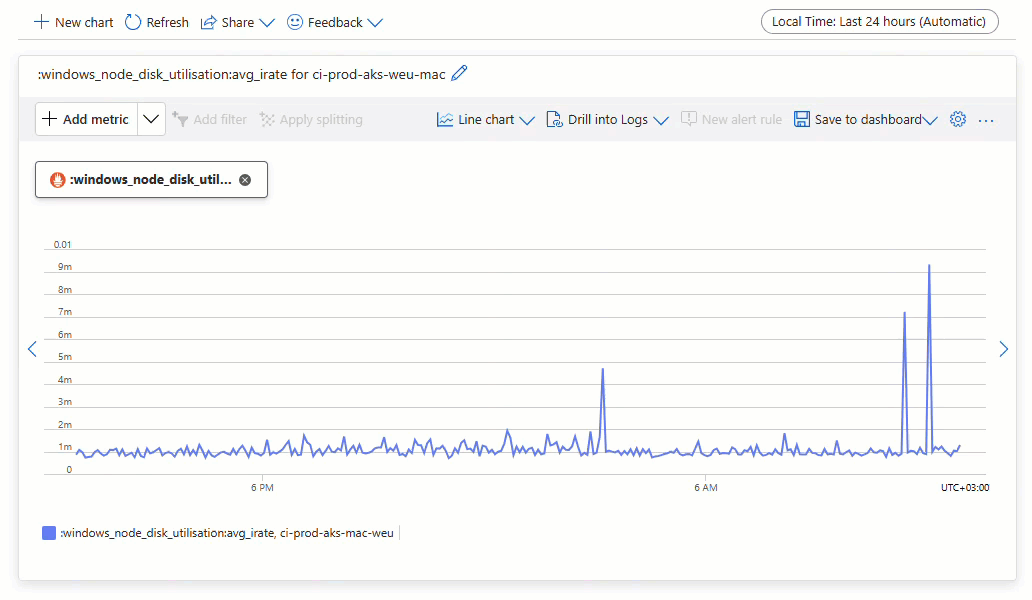 New chart Refresh Share Feedback Local Time: Last 24 hours (Automatic)
:windows_node_disk_utilisation:avg_irate for ci-prod-aks-weu-mac
Add metric Add filter Apply splitting Line chart Drill into Logs New alert rule Save to dashboard ...
:windows_node_disk_util...
0.01
9m
8m
7m
6m
5m
4m
3m
2m
1m
0
6 PM 6 AM UTC+03:00
:windows_node_disk_utilisation:avg_irate, ci-prod-aks-mac-weu